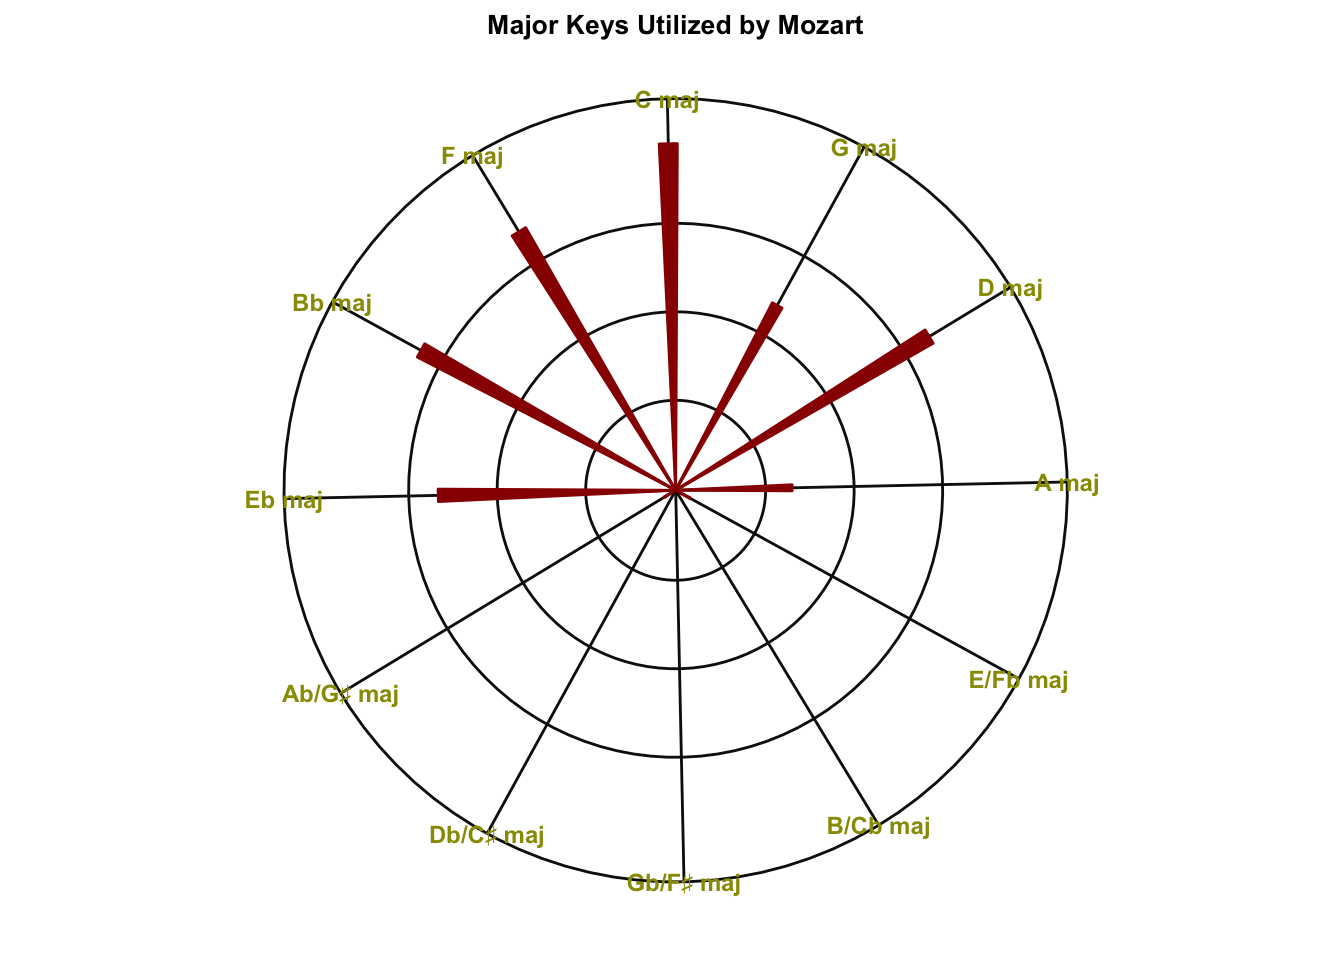 Major Keys Utilized by Mozart
C maj
G maj
F maj
D maj
Bb maj
A maj
Eb maj
E/Fb maj
Ab/G♯ maj
B/Cb maj
Db/C♯ maj
Gb/F♯ maj